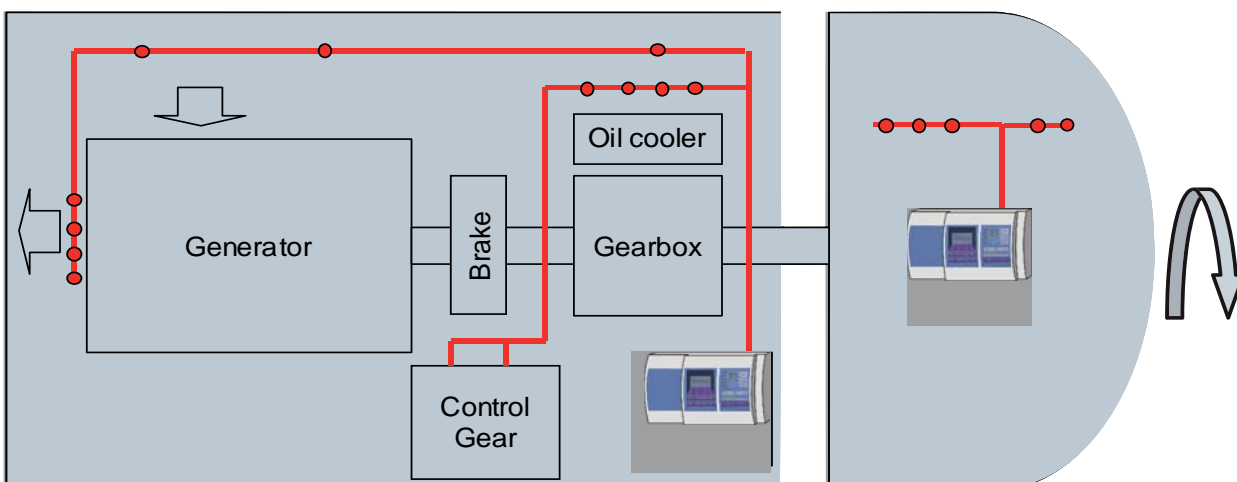 Oil cooler
Generator
Brake
Gearbox
Control
Gear